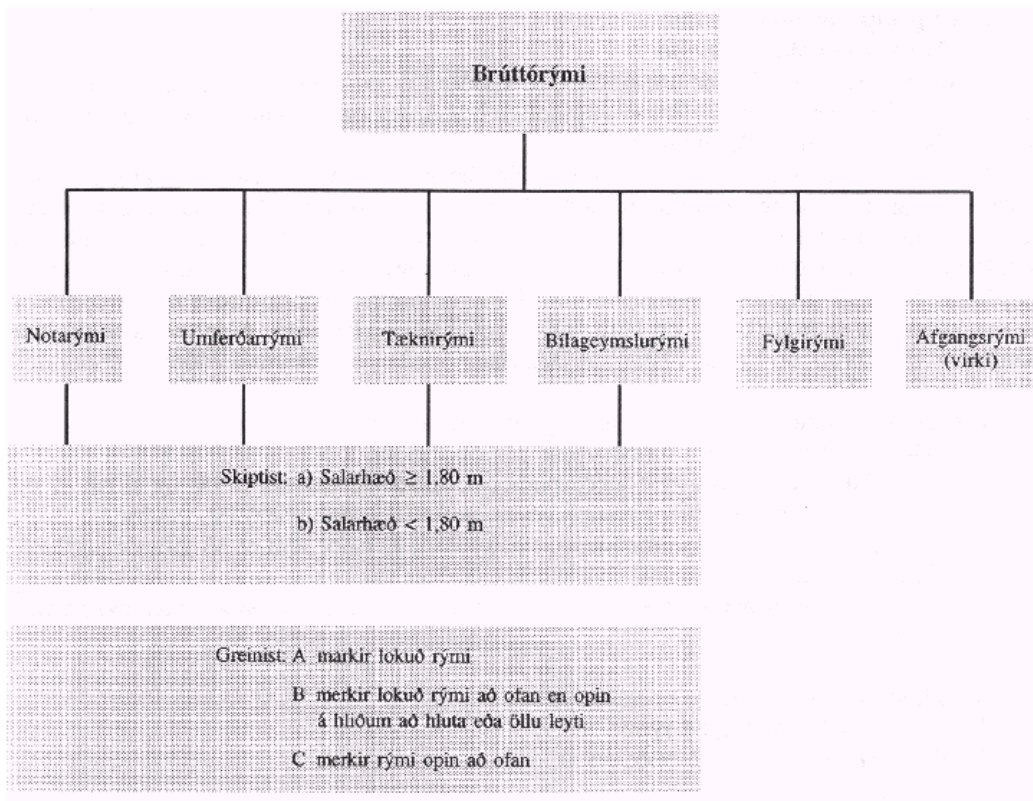 Brúttórými
Notarými
Umferðarrými
Tæknirými
Bílageymslurými
Fylgirými
Afgangsrými
(virki)
Skiptist: a) Salarhæð ≥ 1.80 m
b) Salarhæð < 1,80 m
Greinist: A markir lokuð rými
B merkir lokuð rými að ofan en opin
á hliðum að hluta eða öllu leyti
C merkir rými opin að ofan